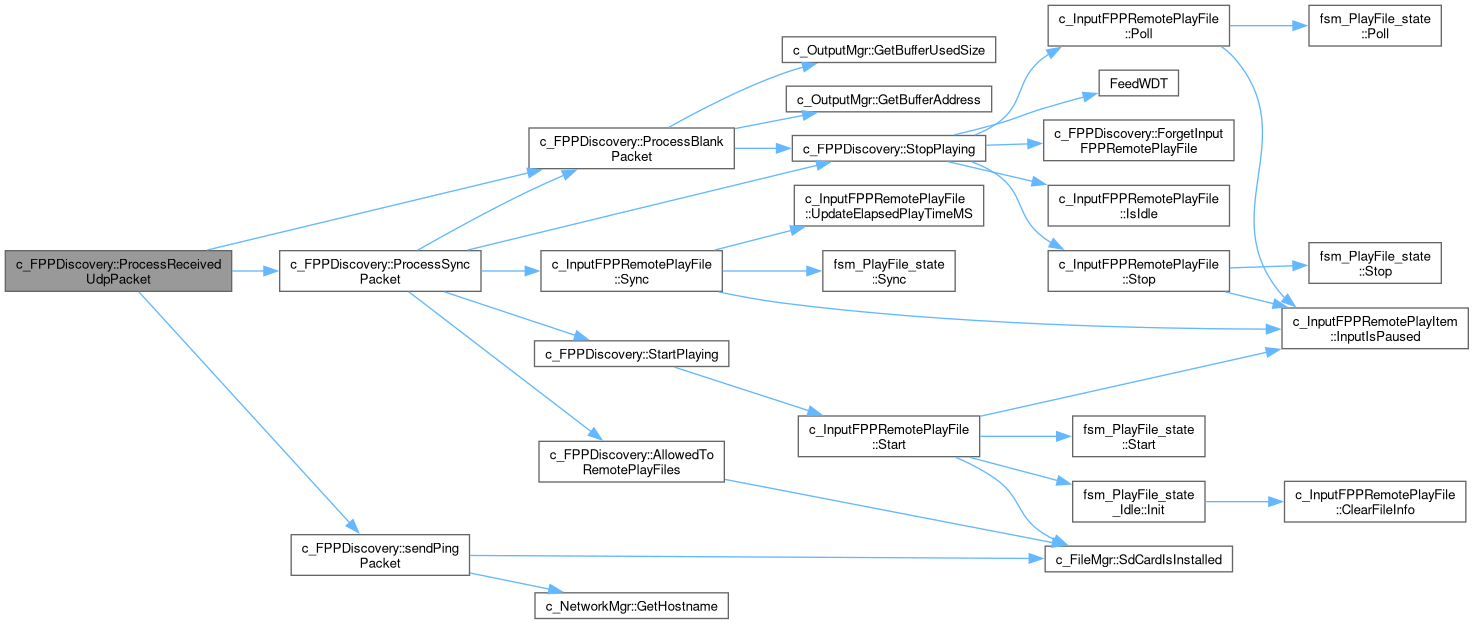 c_FPPDiscovery::ProcessReceived
UdpPacket
c_FPPDiscovery::ProcessBlank
Packet
c_FPPDiscovery::ProcessSync
Packet
c_FPPDiscovery::sendPing
Packet
c_OutputMgr::GetBufferUsedSize
c_OutputMgr::GetBufferAddress
c_FPPDiscovery::StopPlaying
c_InputFPPRemotePlayFile
::UpdateElapsedPlayTimeMS
c_InputFPPRemotePlayFile
::Sync
fsm_PlayFile_state
::Sync
c_FPPDiscovery::StartPlaying
c_FPPDiscovery::AllowedTo
RemotePlayFiles
c_NetworkMgr::GetHostname
c_InputFPPRemotePlayFile
::Start
c_InputFPPRemotePlayFile
::Poll
FeedWDT
c_FPPDiscovery::ForgetInput
FPPRemotePlayFile
c_InputFPPRemotePlayFile
::IsIdle
c_InputFPPRemotePlayFile
::Stop
fsm_PlayFile_state
::Start
fsm_PlayFile_state
_Idle::Init
c_FileMgr::SdCardIsInstalled
fsm_PlayFile_state
::Poll
fsm_PlayFile_state
::Stop
c_InputFPPRemotePlayItem
::InputIsPaused
c_InputFPPRemotePlayFile
::ClearFileInfo